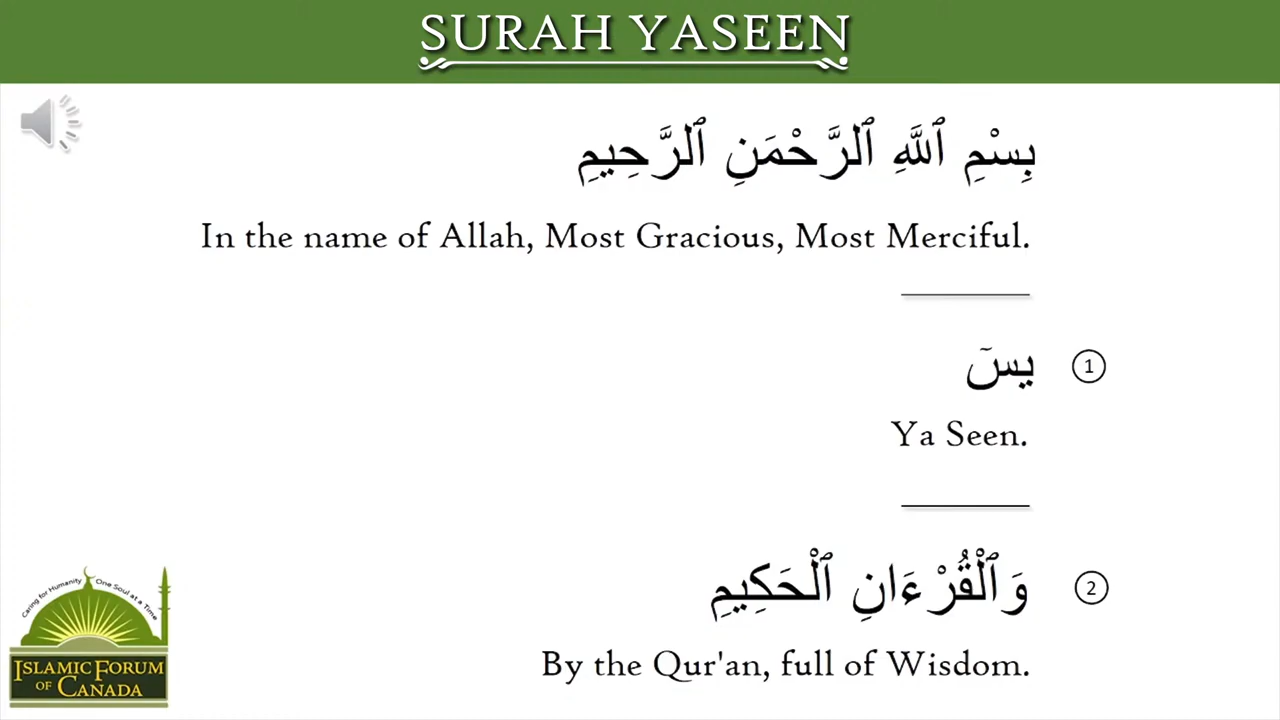 SURAH YASEEN
بِسْمِ ٱللَّهِ ٱلرَّحْمَنِ ٱلرَّحِيمِ
In the name of Allah, Most Gracious, Most Merciful.
يسٓ ①
Ya Seen.
وَٱلْقُرْءَانِ ٱلْحَكِيمِ ②
By the Qur'an, full of Wisdom.
Caring for Humanity One Soul at a Time
ISLAMIC FORUM
OF CANADA